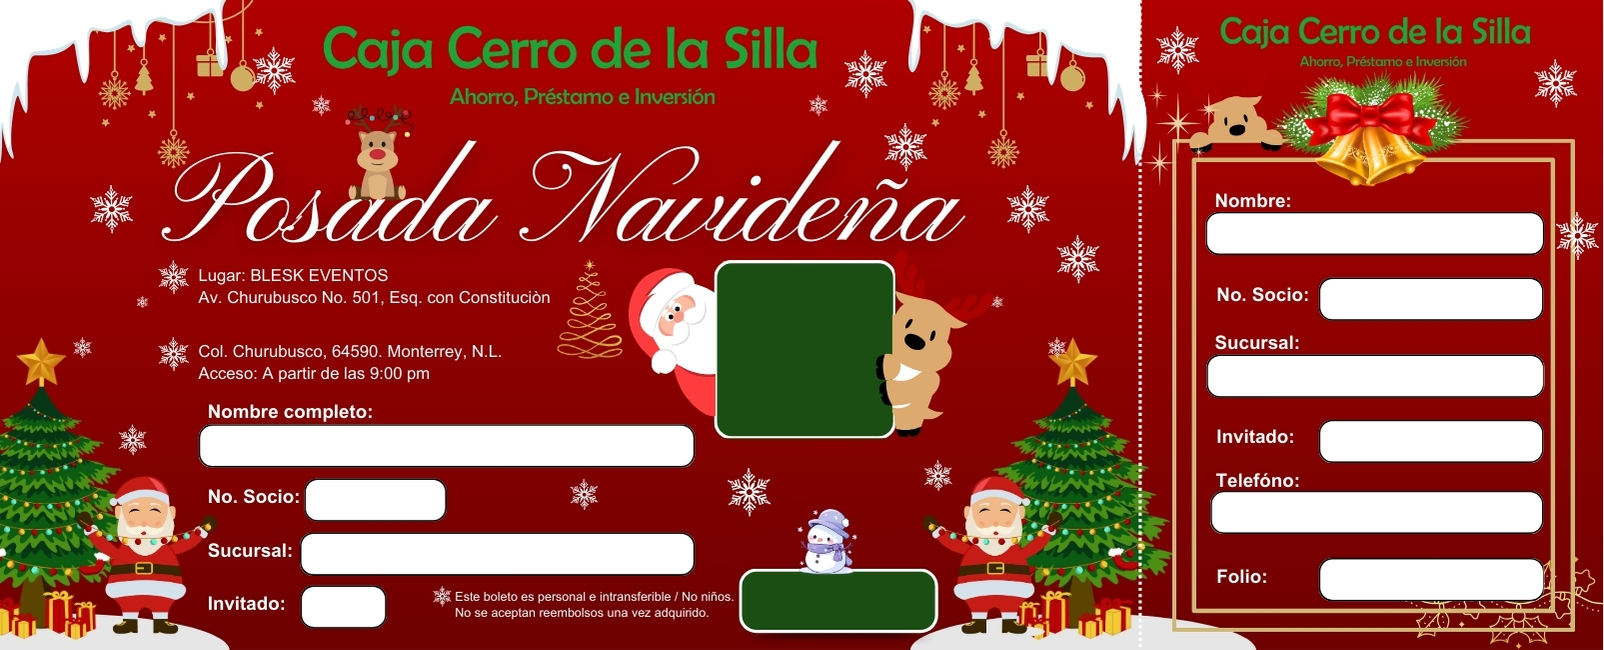 Caja Cerro de la Silla
Ahorro, Préstamo e Inversión
Posada Navideña
Lugar: BLESK EVENTOS
Av. Churubusco No. 501, Esq. con Constituciòn
Col. Churubusco, 64590. Monterrey, N.L.
Acceso: A partir de las 9:00 pm
Nombre completo:
No. Socio:
Sucursal:
Invitado:
Este boleto es personal e intransferible / No niños.
No se aceptan reembolsos una vez adquirido.
Caja Cerro de la Silla
Ahorro, Préstamo e Inversión
Nombre:
No. Socio:
Sucursal:
Invitado:
Telefóno:
Folio: